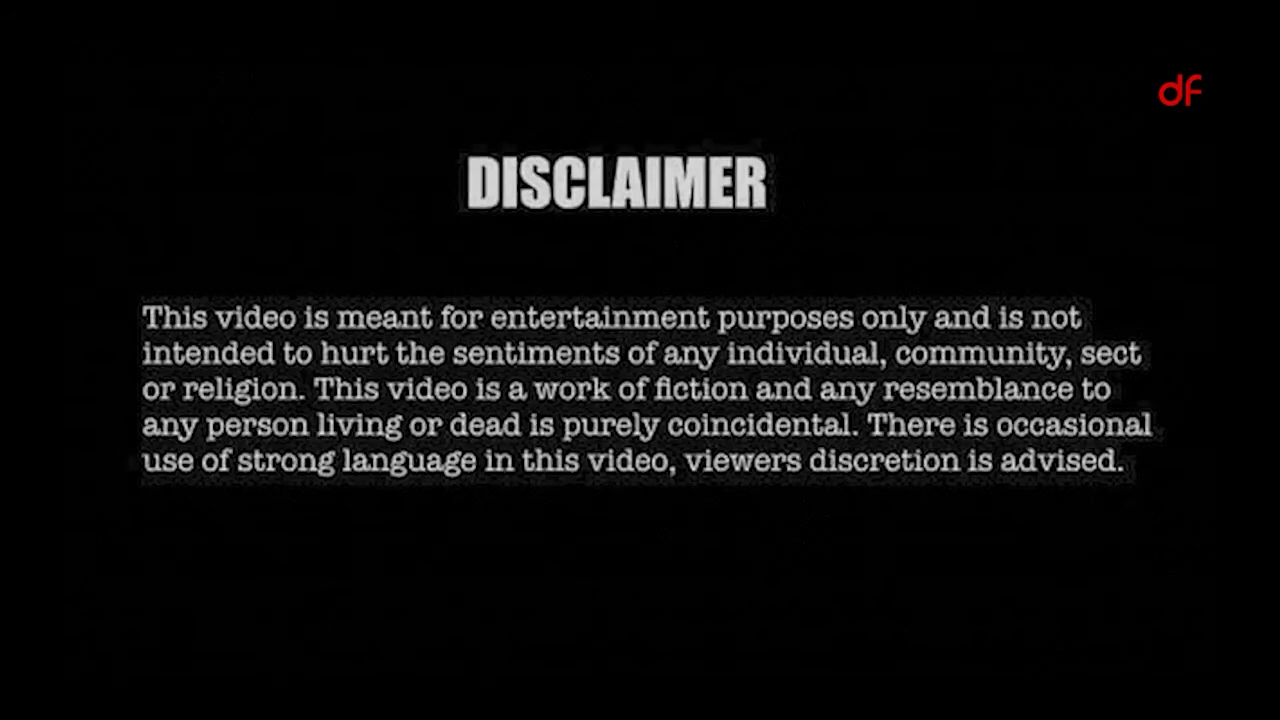 df
DISCLAIMER
This video is meant for entertainment purposes only and is not
intended to hurt the sentiments of any individual, community, sect
or religion. This video is a work of fiction and any resemblance to
any person living or dead is purely coincidental. There is occasional
use of strong language in this video, viewers discretion is advised.